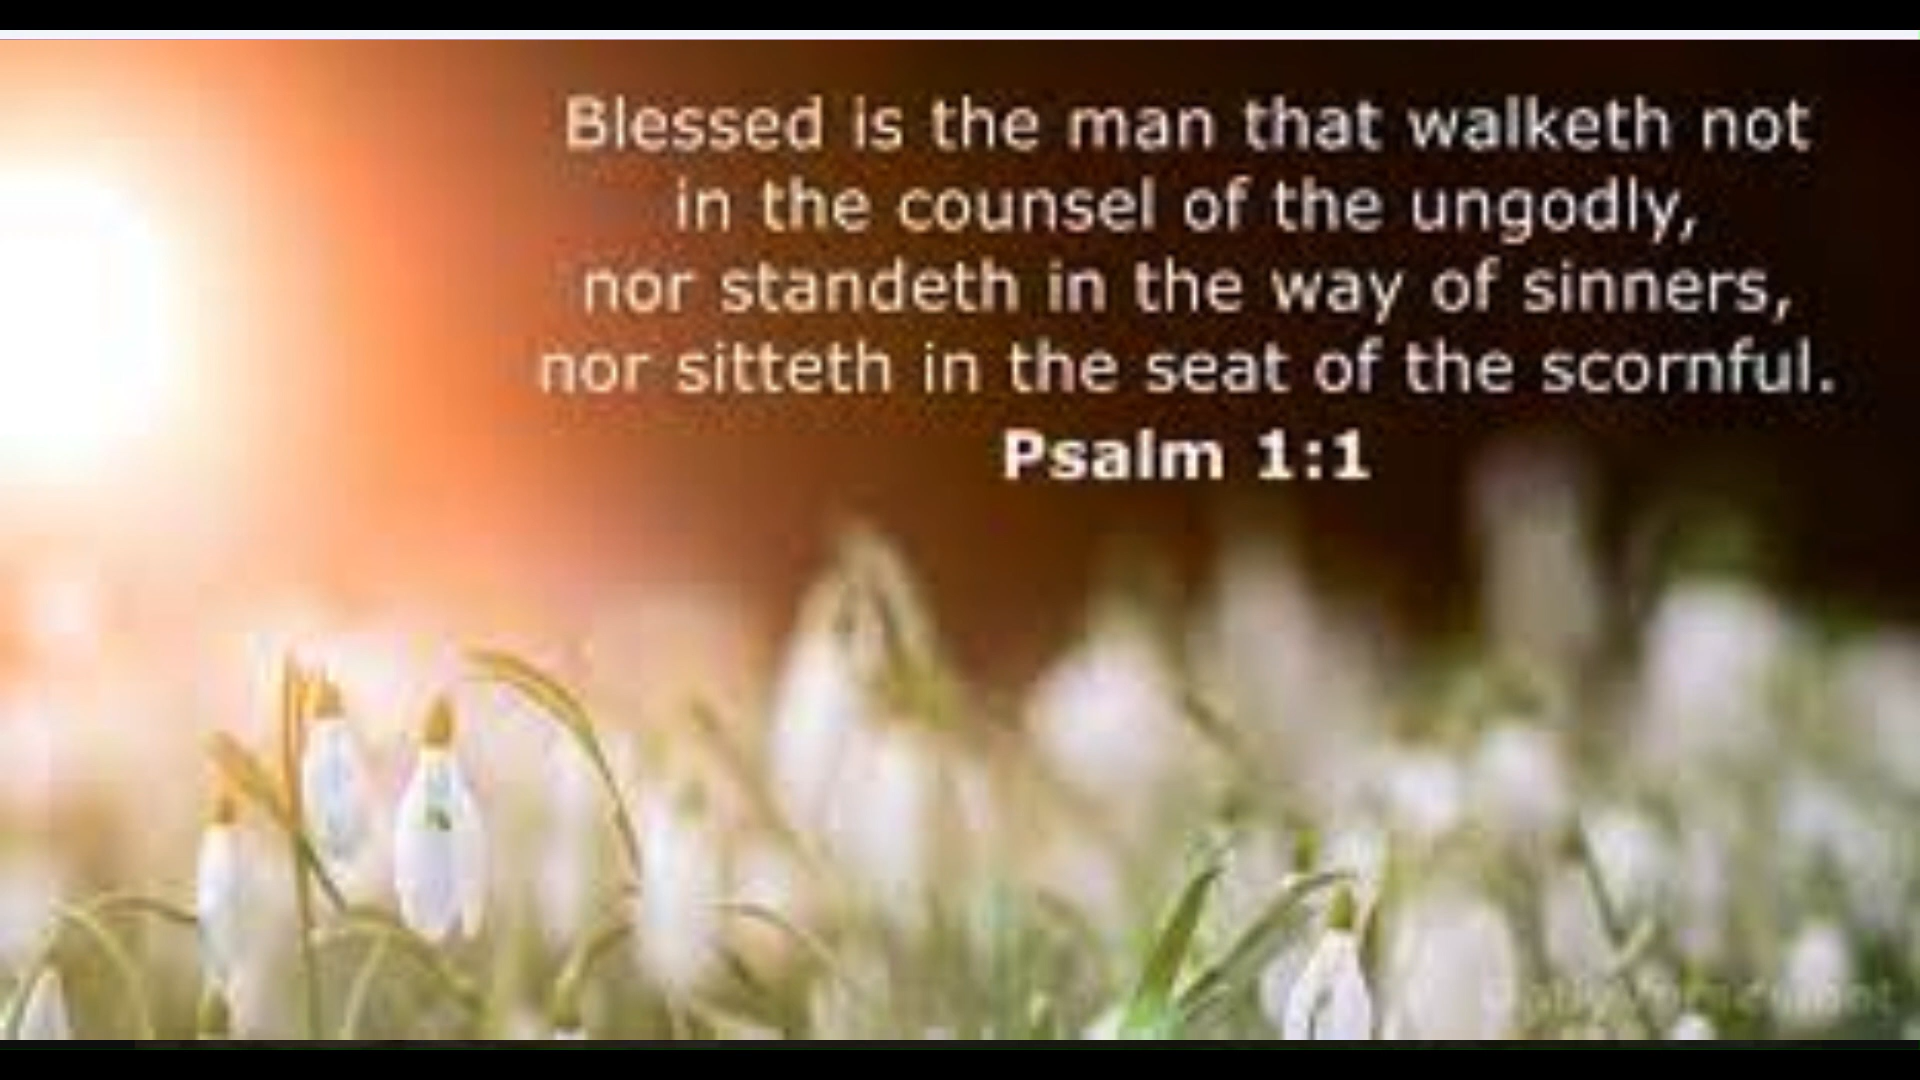 Blessed is the man that walketh not
in the counsel of the ungodly,
nor standeth in the way of sinners,
nor sitteth in the seat of the scornful.
Psalm 1:1